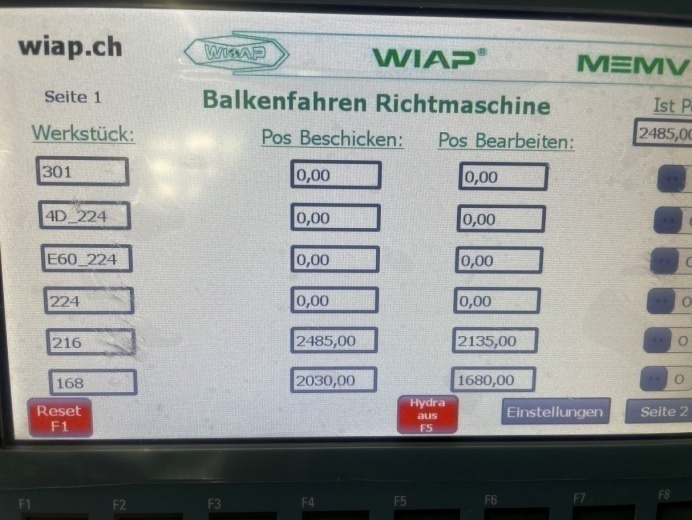 wiap.ch WIAP WIAP® MEMV
Seite 1 Balkenfahren Richtmaschine Ist P
Werkstück: Pos Beschicken: Pos Bearbeiten: 2485,00
301 0,00 0,00
4D_224 0,00 0,00
E60_224 0,00 0,00
224 0,00 0,00
216 2485,00 2135,00 O
168 2030,00 1680,00 O
Reset Hydra Einstellungen Seite 2
F1 aus
F5
F1 F2 F3 F4 F5 F6 F7 F8